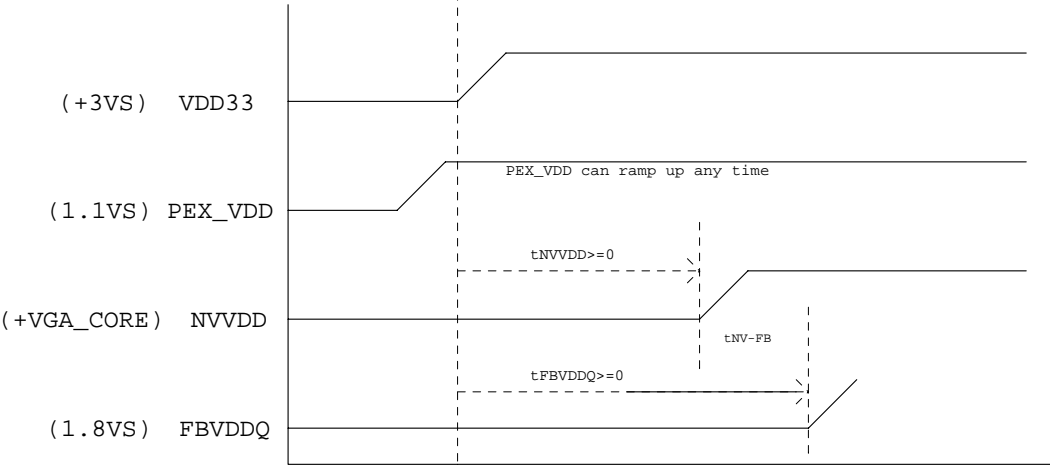 (+3VS) VDD33
PEX_VDD can ramp up any time
(1.1VS) PEX_VDD
tNVVDD>=0
(+VGA_CORE) NVVDD
tNV-FB
tFBVDDQ>=0
(1.8VS) FBVDDQ